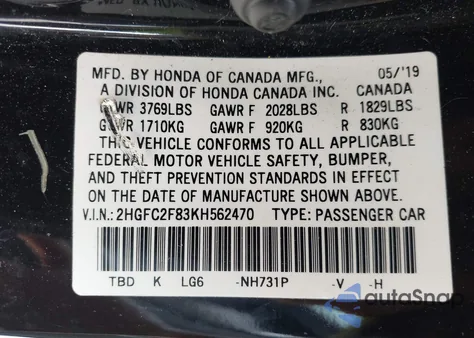 MFD. BY HONDA OF CANADA MFG., 05/'19
A DIVISION OF HONDA CANADA INC. CANADA
GVWR 3769LBS GAWR F 2028LBS R 1829LBS
GVWR 1710KG GAWR F 920KG R 830KG
THIS VEHICLE CONFORMS TO ALL APPLICABLE
FEDERAL MOTOR VEHICLE SAFETY, BUMPER,
AND THEFT PREVENTION STANDARDS IN EFFECT
ON THE DATE OF MANUFACTURE SHOWN ABOVE.
V.I.N.: 2HGFC2F83KH562470 TYPE: PASSENGER CAR
TBD K LG6 -NH731P -V -H
autoSnap